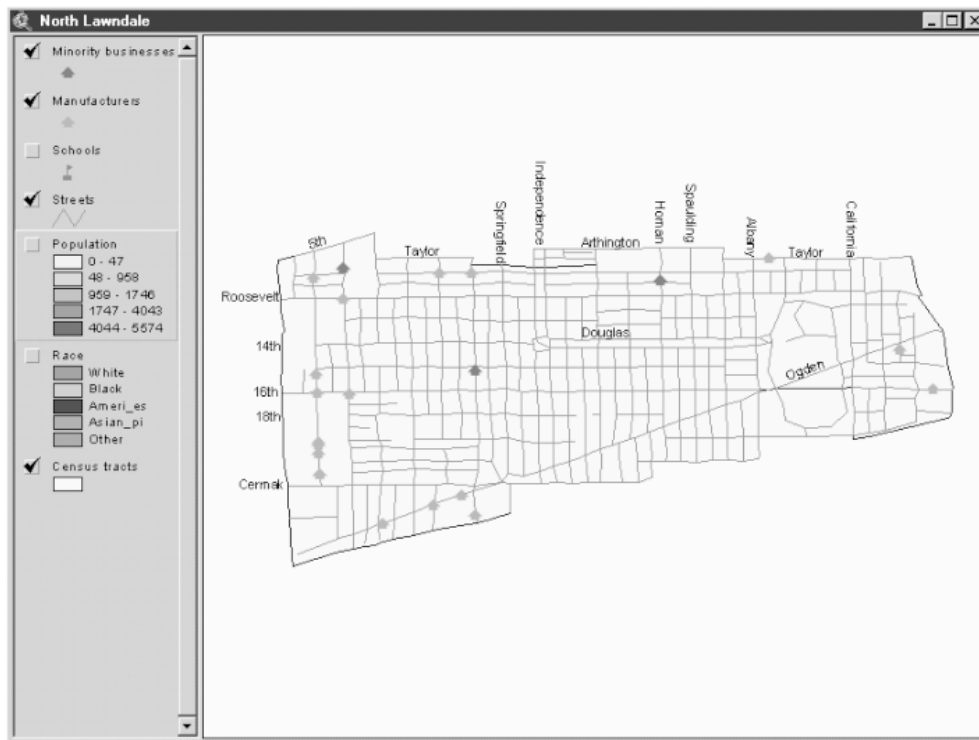 North Lawndale
Minority businesses
Manufacturers
Schools
Streets
Population
0 - 47
48 - 958
959 - 1746
1747 - 4043
4044 - 5574
Race
White
Black
Ameri_es
Asian_pi
Other
Census tracts
5th
Taylor
Springfield
Independence
Arthington
Homan
Spaulding
Albany
Taylor
California
Roosevelt
14th
Douglas
Ogden
16th
18th
Cermak